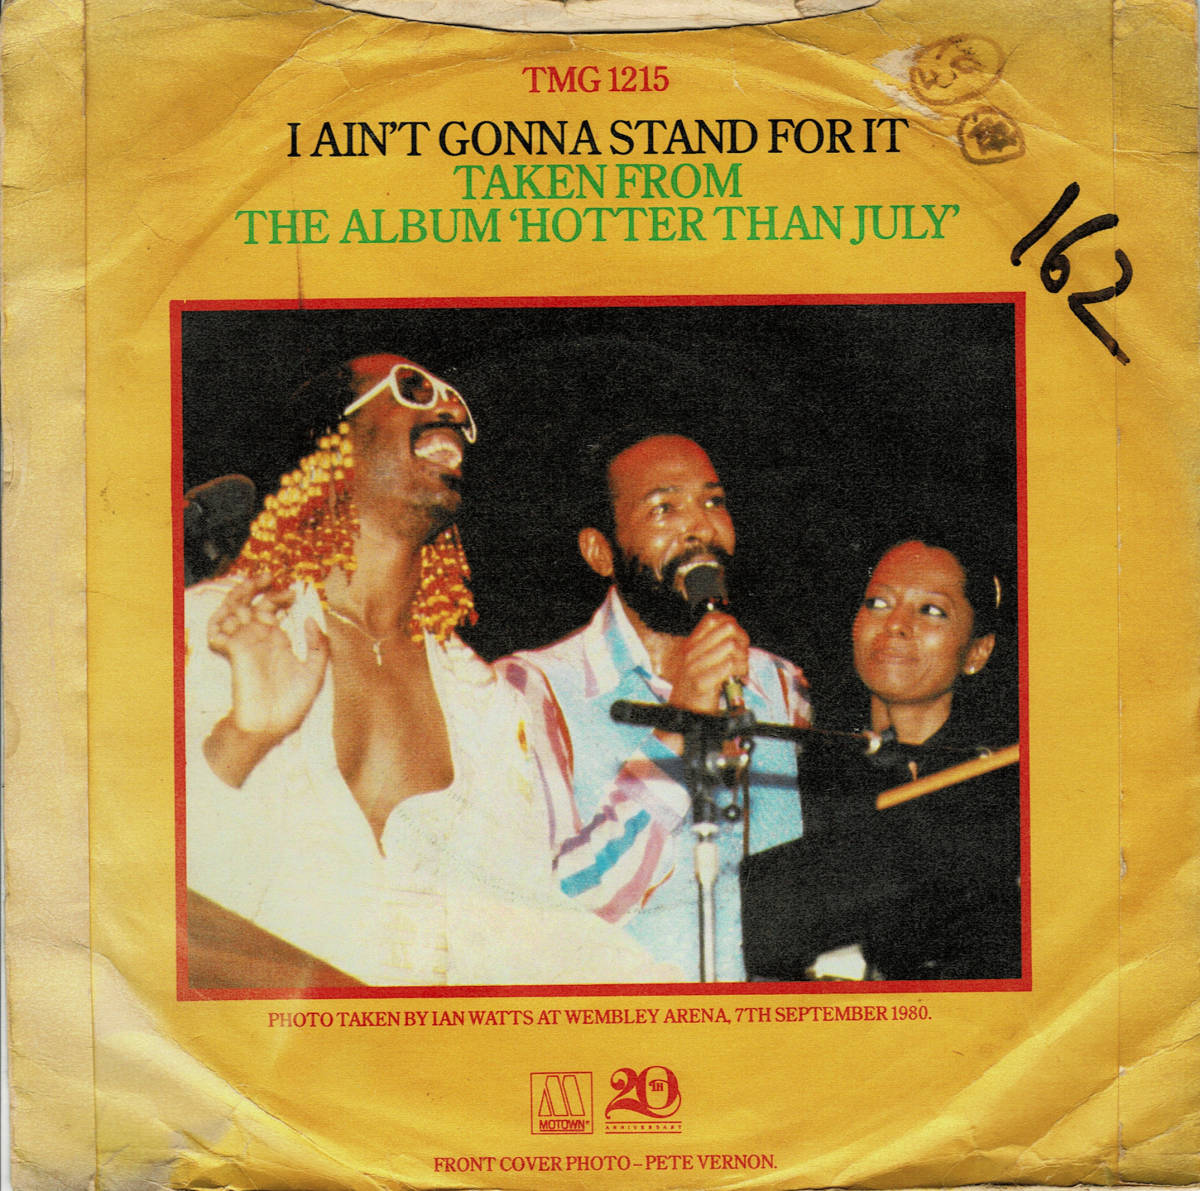 TMG 1215
I AIN'T GONNA STAND FOR IT
TAKEN FROM
THE ALBUM 'HOTTER THAN JULY'
162
PHOTO TAKEN BY IAN WATTS AT WEMBLEY ARENA, 7TH SEPTEMBER 1980.
MOTOWN®
20TH
ANNIVERSARY
FRONT COVER PHOTO – PETE VERNON.